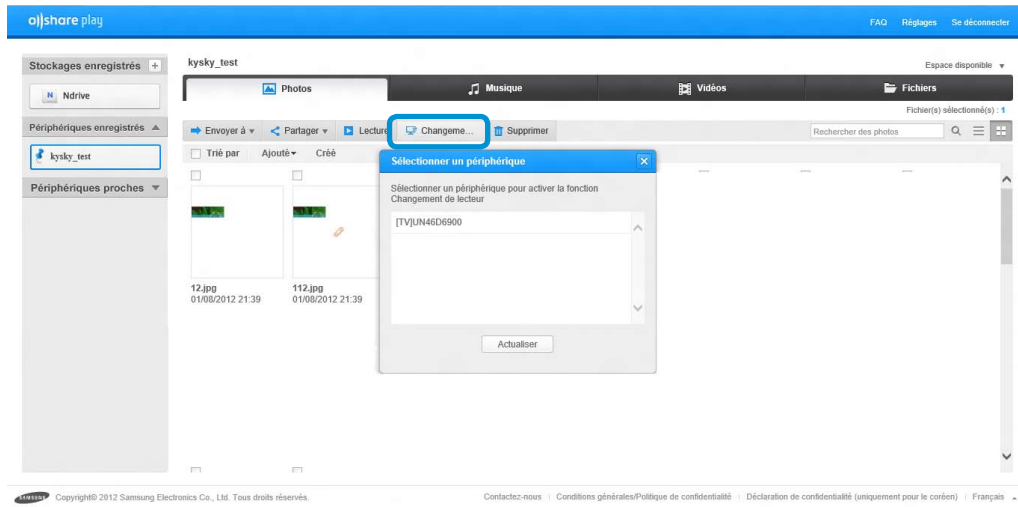 allshare play
FAQ Réglages Se déconnecter
Stockages enregistrés +
N Ndrive
Périphériques enregistrés
kysky_test
Périphériques proches
kysky_test
Espace disponible
Photos Musique Vidéos Fichiers
Fichier(s) sélectionné(s) : 1
Envoyer à Partager Lecture Changeme... Supprimer
Rechercher des photos
Trié par Ajouté Créé
12.jpg
01/08/2012 21:39
112.jpg
01/08/2012 21:39
Sélectionner un périphérique
Sélectionner un périphérique pour activer la fonction
Changement de lecteur
[TV]UN46D6900
Actualiser
SAMSUNG Copyright© 2012 Samsung Electronics Co., Ltd. Tous droits réservés.
Contactez-nous | Conditions générales/Politique de confidentialité | Déclaration de confidentialité (uniquement pour le coréen) | Français